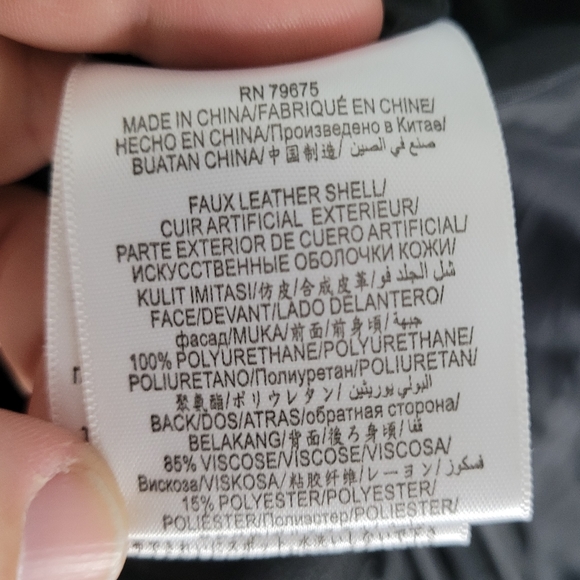 RN 79675
MADE IN CHINA/FABRIQUÉ EN CHINE/
HECHO EN CHINA/Произведено в Китае/
BUATAN CHINA/中国制造/صنع في الصين
FAUX LEATHER SHELL/
CUIR ARTIFICIAL EXTERIEUR/
PARTE EXTERIOR DE CUERO ARTIFICIAL/
ИСКУССТВЕННЫЕ ОБОЛОЧКИ КОЖИ/
KULIT IMITASI/仿皮/合成皮革/شل الجلد فو/
FACE/DEVANT/LADO DELANTERO/
фасад/MUKA/前面/前身頃/جبهة/
100% POLYURETHANE/POLYURETHANE/
POLIURETANO/Полиуретан/POLIURETAN/
聚氨酯/ポリウレタン/البولي يوريثين/
BACK/DOS/ATRAS/обратная сторона/
BELAKANG/背面/後ろ身頃/قفا/
85% VISCOSE/VISCOSE/VISCOSA/
Вискоза/VISKOSA/粘胶纤维/レーヨン/فسكوز/
15% POLYESTER/POLYESTER/
POLIÉSTER/Полиэстер/POLIESTER/